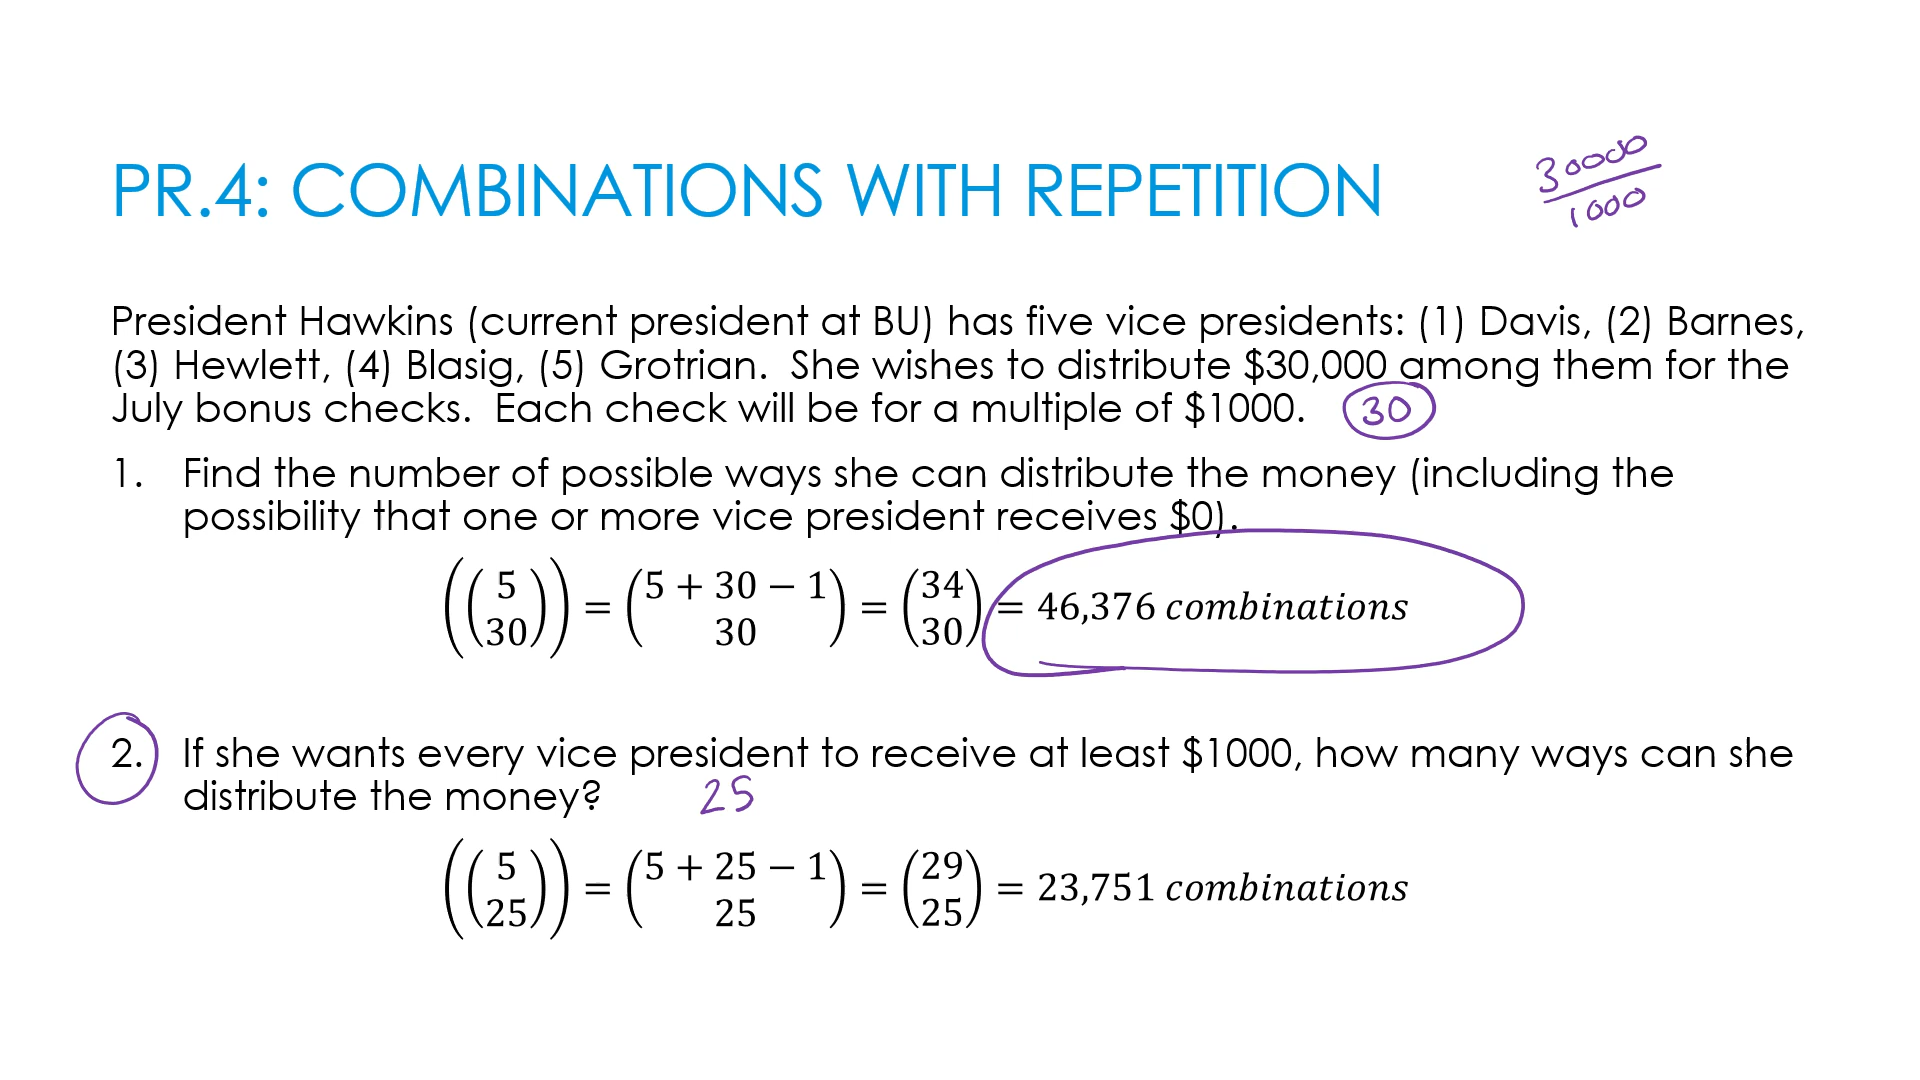 PR.4: COMBINATIONS WITH REPETITION
30000
1000
President Hawkins (current president at BU) has five vice presidents: (1) Davis, (2) Barnes,
(3) Hewlett, (4) Blasig, (5) Grotrian.  She wishes to distribute $30,000 among them for the
July bonus checks.  Each check will be for a multiple of $1000. 30
1. Find the number of possible ways she can distribute the money (including the
possibility that one or more vice president receives $0).
((5 30)) = (5 + 30 − 1 30) = (34 30) = 46,376 combinations
2. If she wants every vice president to receive at least $1000, how many ways can she
distribute the money? 25
((5 25)) = (5 + 25 − 1 25) = (29 25) = 23,751 combinations